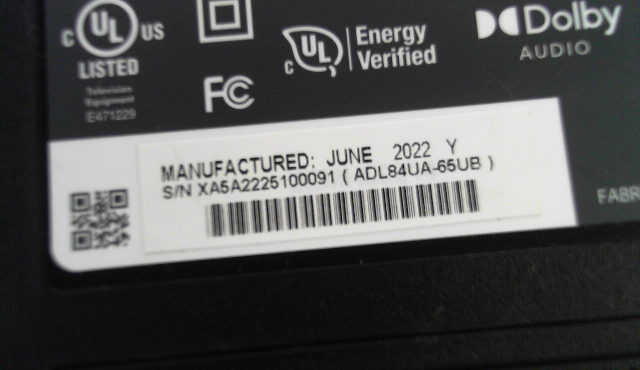 c UL US
LISTED
Television
Equipment
E471229
c UL Energy
Verified
FC
Dolby
AUDIO
MANUFACTURED: JUNE 2022 Y
S/N XA5A2225100091 ( ADL84UA-65UB )
FABR